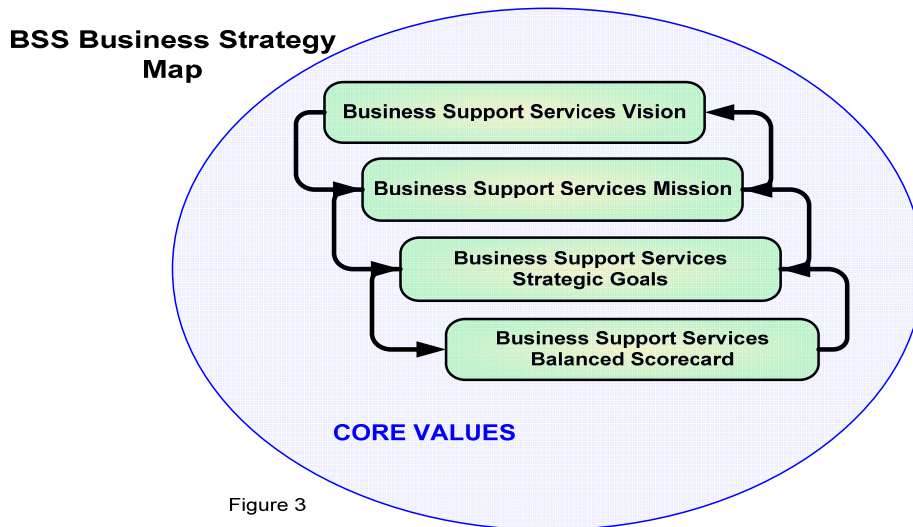 BSS Business Strategy
Map
Business Support Services Vision
Business Support Services Mission
Business Support Services
Strategic Goals
Business Support Services
Balanced Scorecard
CORE VALUES
Figure 3